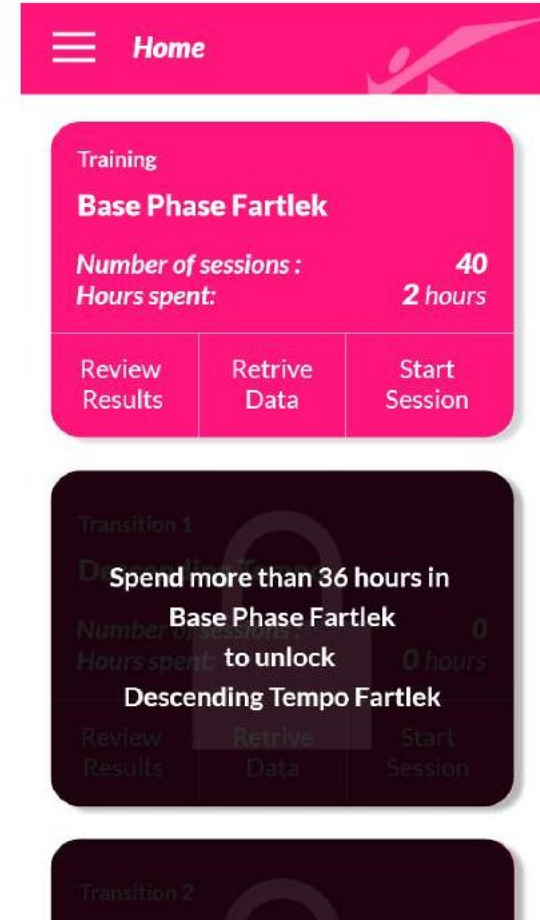 Home
Training
Base Phase Fartlek
Number of sessions : 40
Hours spent: 2 hours
Review Results
Retrive Data
Start Session
Transition 1
Spend more than 36 hours in
Base Phase Fartlek
to unlock
Descending Tempo Fartlek
Number of sessions : 0
Hours spent: 0 hours
Review Results
Retrive Data
Start Session
Transition 2